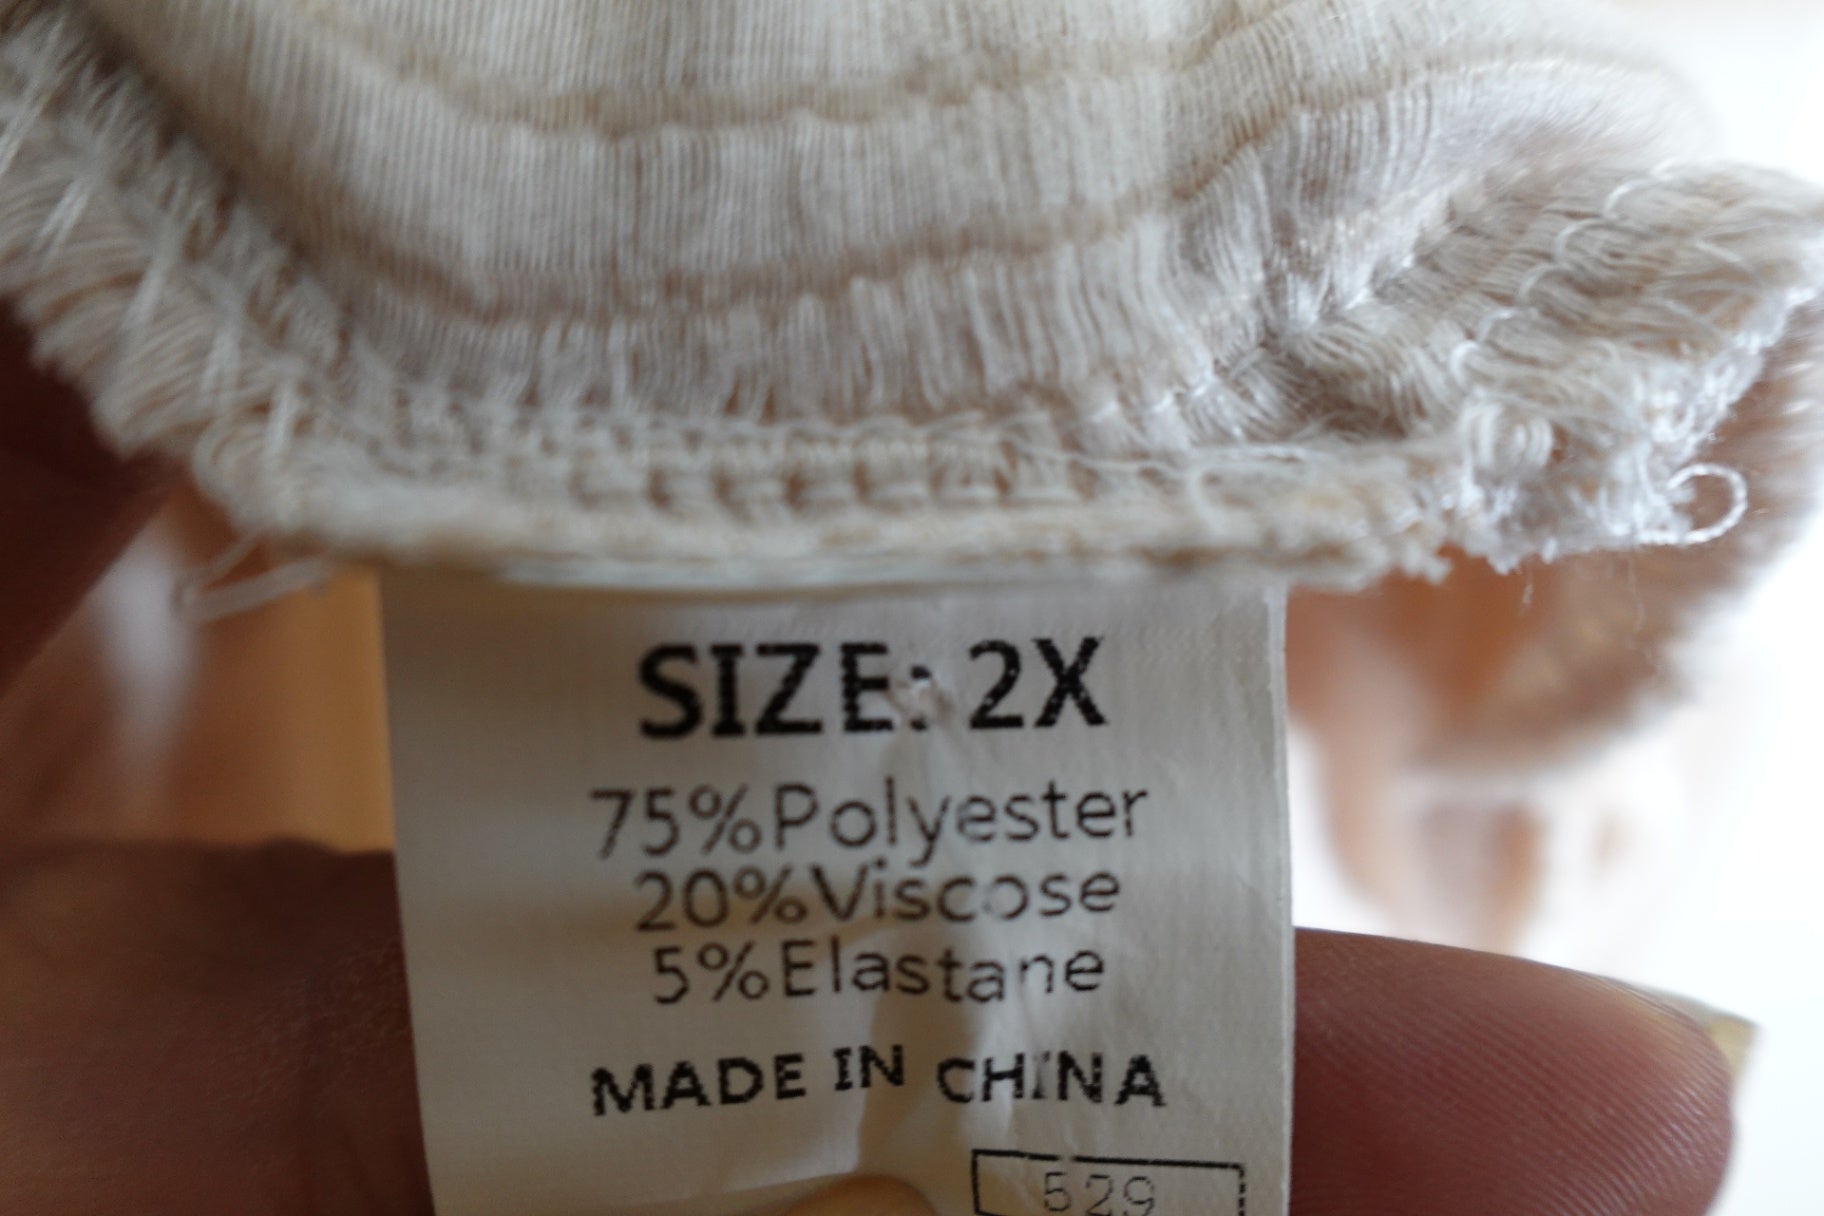 SIZE: 2X
75%Polyester
20%Viscose
5%Elastane
MADE IN CHINA
529